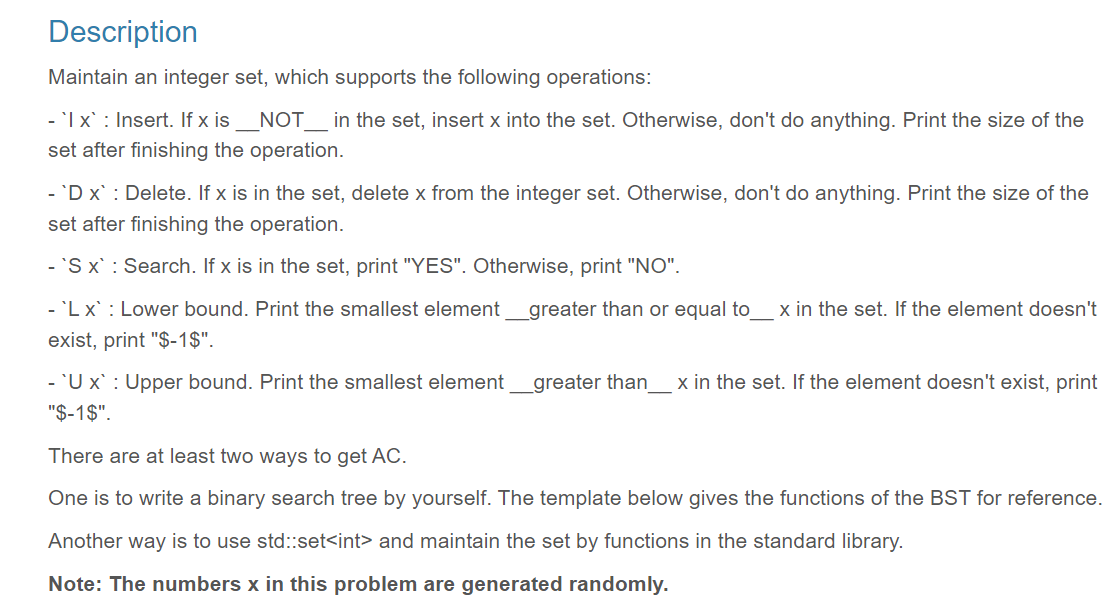 Description
Maintain an integer set, which supports the following operations:
- `I x` : Insert. If x is __NOT__ in the set, insert x into the set. Otherwise, don't do anything. Print the size of the
set after finishing the operation.
- `D x` : Delete. If x is in the set, delete x from the integer set. Otherwise, don't do anything. Print the size of the
set after finishing the operation.
- `S x` : Search. If x is in the set, print "YES". Otherwise, print "NO".
- `L x` : Lower bound. Print the smallest element __greater than or equal to__ x in the set. If the element doesn't
exist, print "$-1$".
- `U x` : Upper bound. Print the smallest element __greater than__ x in the set. If the element doesn't exist, print
"$-1$".
There are at least two ways to get AC.
One is to write a binary search tree by yourself. The template below gives the functions of the BST for reference.
Another way is to use std::set<int> and maintain the set by functions in the standard library.
Note: The numbers x in this problem are generated randomly.